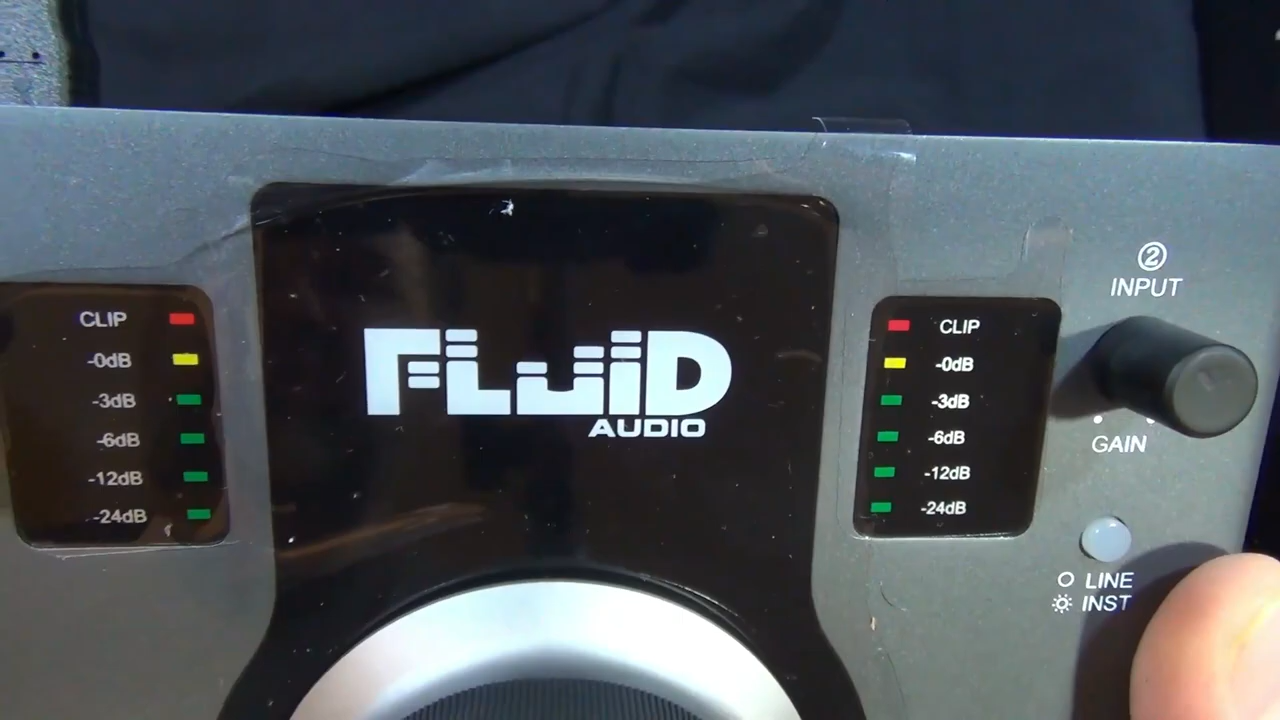 CLIP
-0dB
-3dB
-6dB
-12dB
-24dB
FLUID
AUDIO
CLIP
-0dB
-3dB
-6dB
-12dB
-24dB
②
INPUT
GAIN
LINE
INST